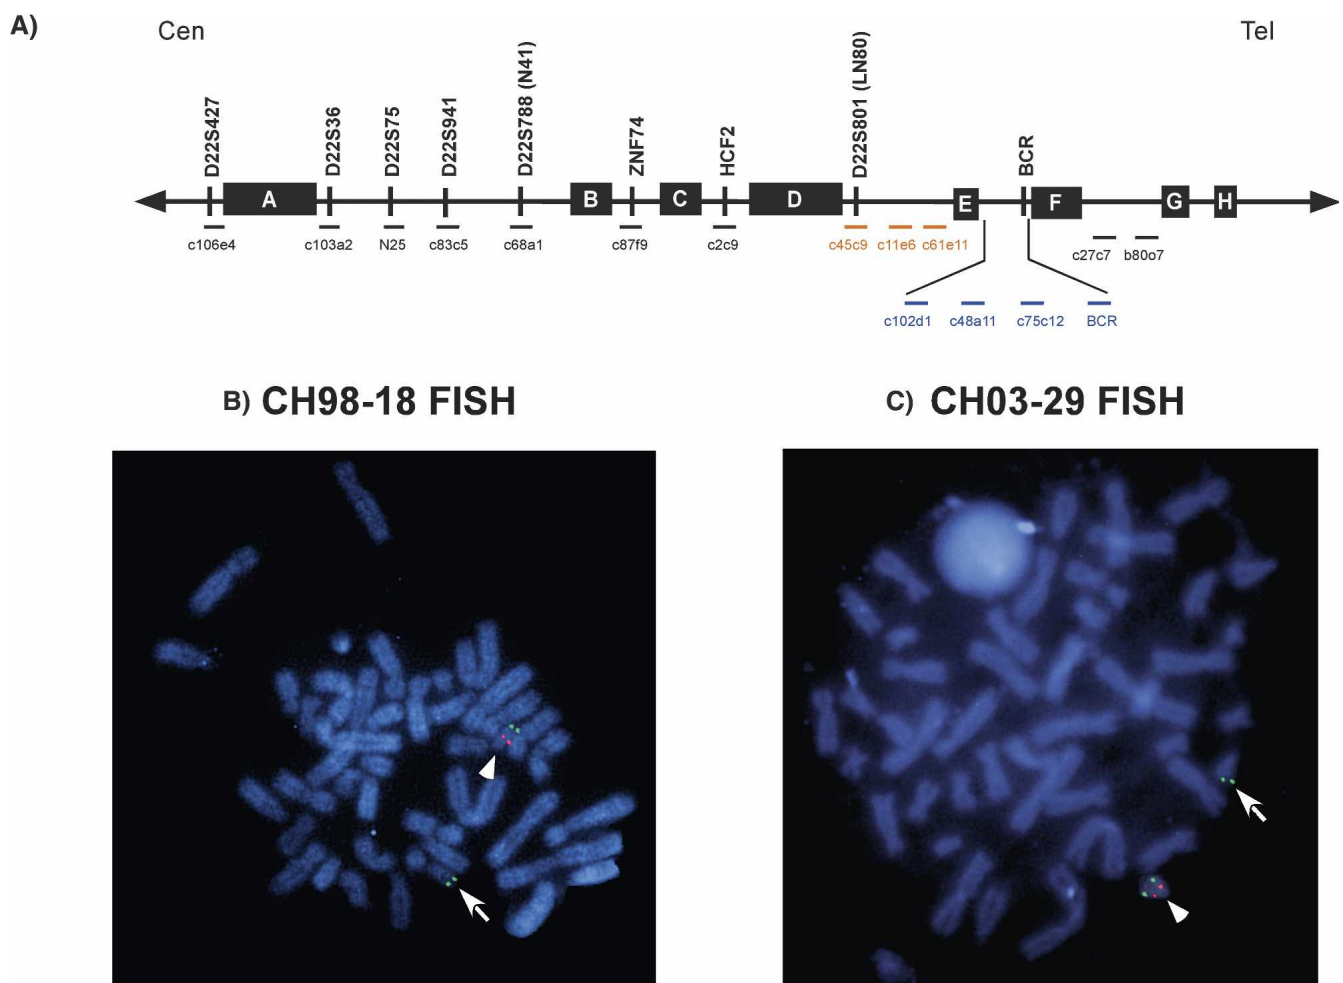 A)
Cen
Tel
D22S427
D22S36
D22S75
D22S941
D22S788 (N41)
ZNF74
HCF2
D22S801 (LN80)
BCR
A
B
C
D
E
F
G
H
c106e4
c103a2
N25
c83c5
c68a1
c87f9
c2c9
c45c9
c11e6
c61e11
c27c7
b80o7
c102d1
c48a11
c75c12
BCR
B) CH98-18 FISH
C) CH03-29 FISH